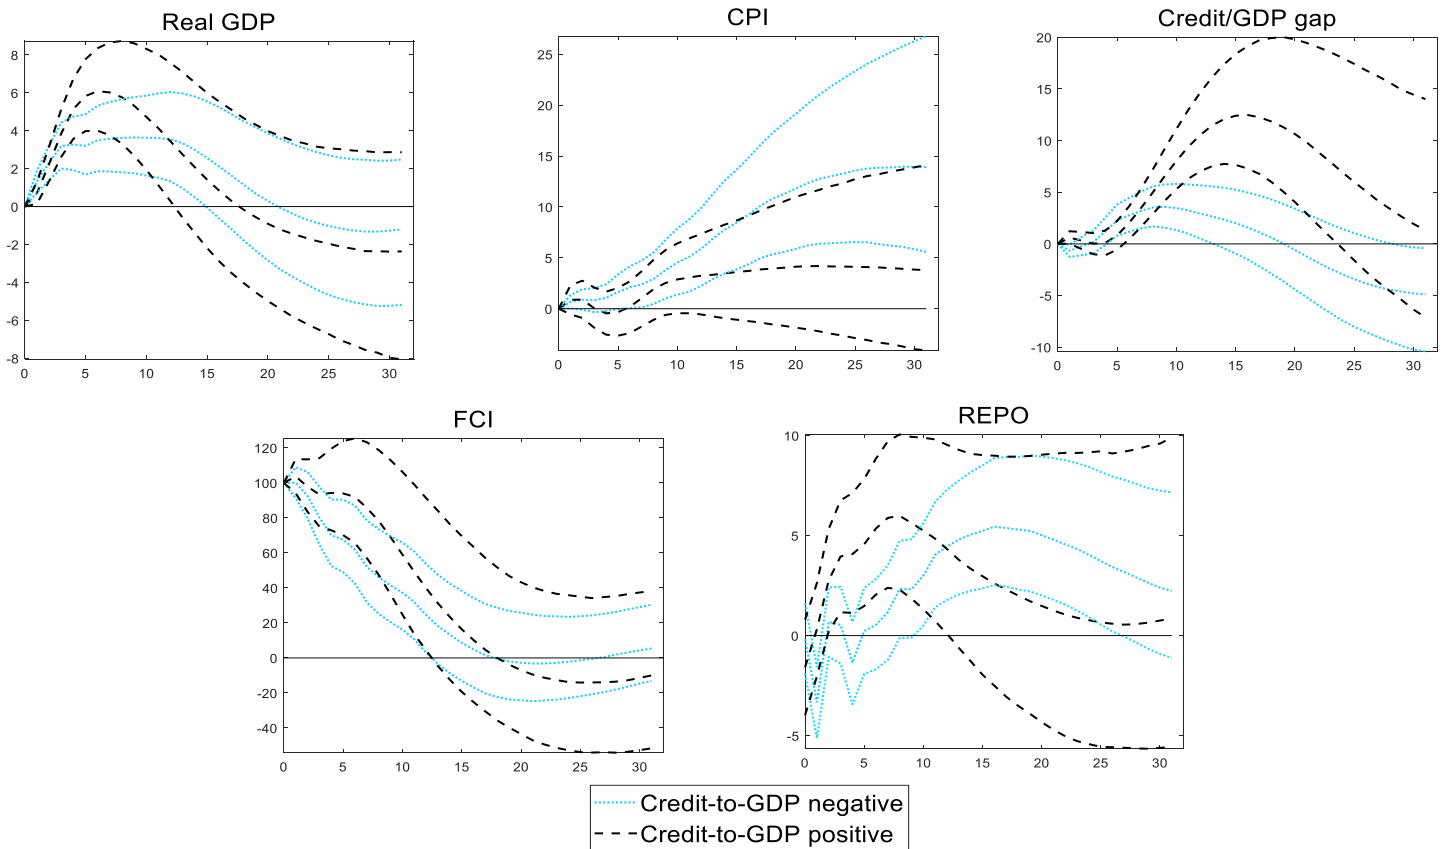 Real GDP
8
6
4
2
0
-2
-4
-6
-8
0 5 10 15 20 25 30
CPI
25
20
15
10
5
0
0 5 10 15 20 25 30
Credit/GDP gap
20
15
10
5
0
-5
-10
0 5 10 15 20 25 30
FCI
120
100
80
60
40
20
0
-20
-40
0 5 10 15 20 25 30
REPO
10
5
0
-5
0 5 10 15 20 25 30
Credit-to-GDP negative
Credit-to-GDP positive